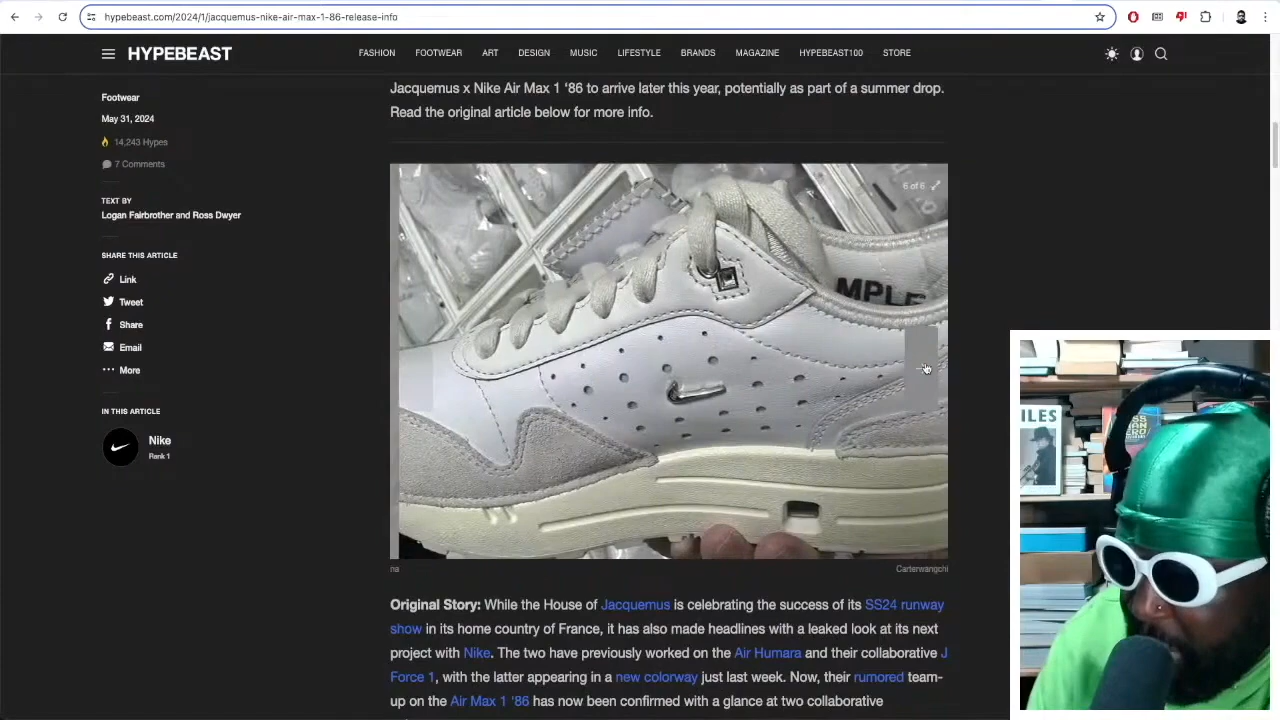 hypebeast.com/2024/1/jacquemus-nike-air-max-1-86-release-info
HYPEBEAST
FASHION FOOTWEAR ART DESIGN MUSIC LIFESTYLE BRANDS MAGAZINE HYPEBEAST100 STORE
Footwear
May 31, 2024
14,243 Hypes
7 Comments
TEXT BY
Logan Fairbrother and Ross Dwyer
SHARE THIS ARTICLE
Link
Tweet
Share
Email
More
IN THIS ARTICLE
Nike
Rank 1
Jacquemus x Nike Air Max 1 ‘86 to arrive later this year, potentially as part of a summer drop.
Read the original article below for more info.
6 of 6
MPLE
na
Carterwangchi
Original Story: While the House of Jacquemus is celebrating the success of its SS24 runway
show in its home country of France, it has also made headlines with a leaked look at its next
project with Nike. The two have previously worked on the Air Humara and their collaborative J
Force 1, with the latter appearing in a new colorway just last week. Now, their rumored team-
up on the Air Max 1 ’86 has now been confirmed with a glance at two collaborative
ILES